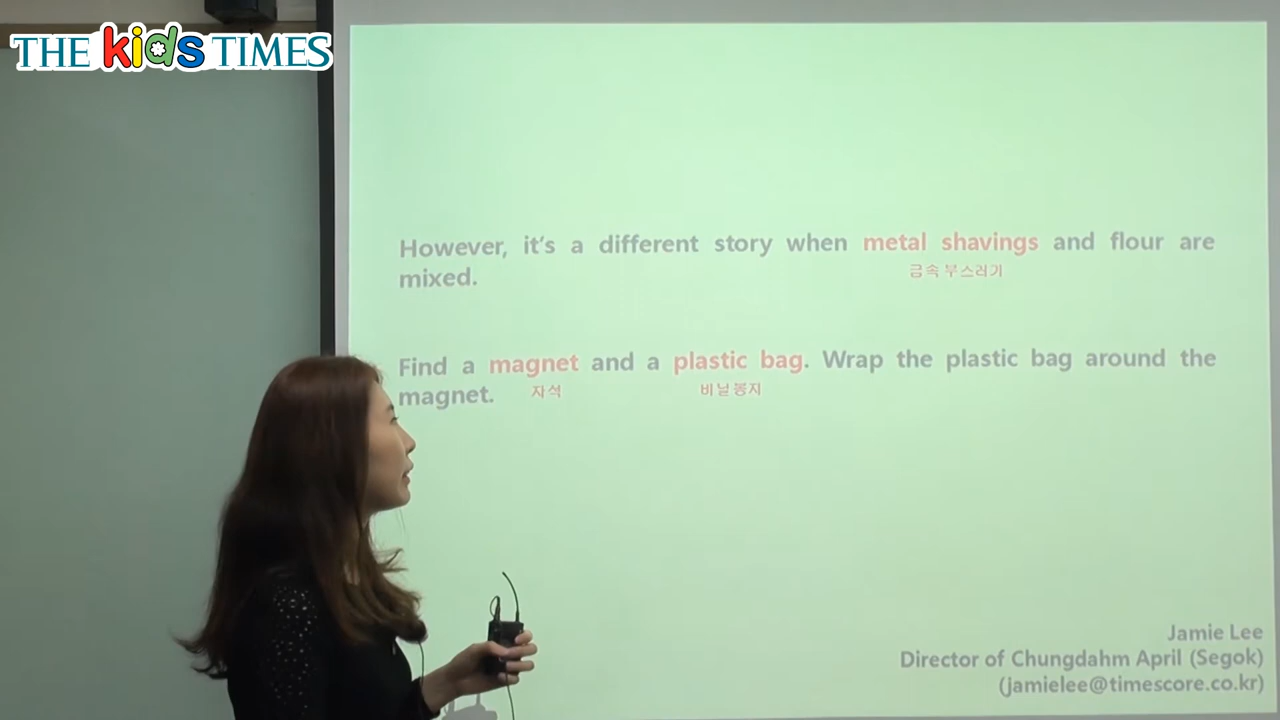 THE kids TIMES
However, it's a different story when metal shavings and flour are
금속 부스러기
mixed.
Find a magnet and a plastic bag. Wrap the plastic bag around the
자석 비닐봉지
magnet.
Jamie Lee
Director of Chungdahm April (Segok)
(jamielee@timescore.co.kr)